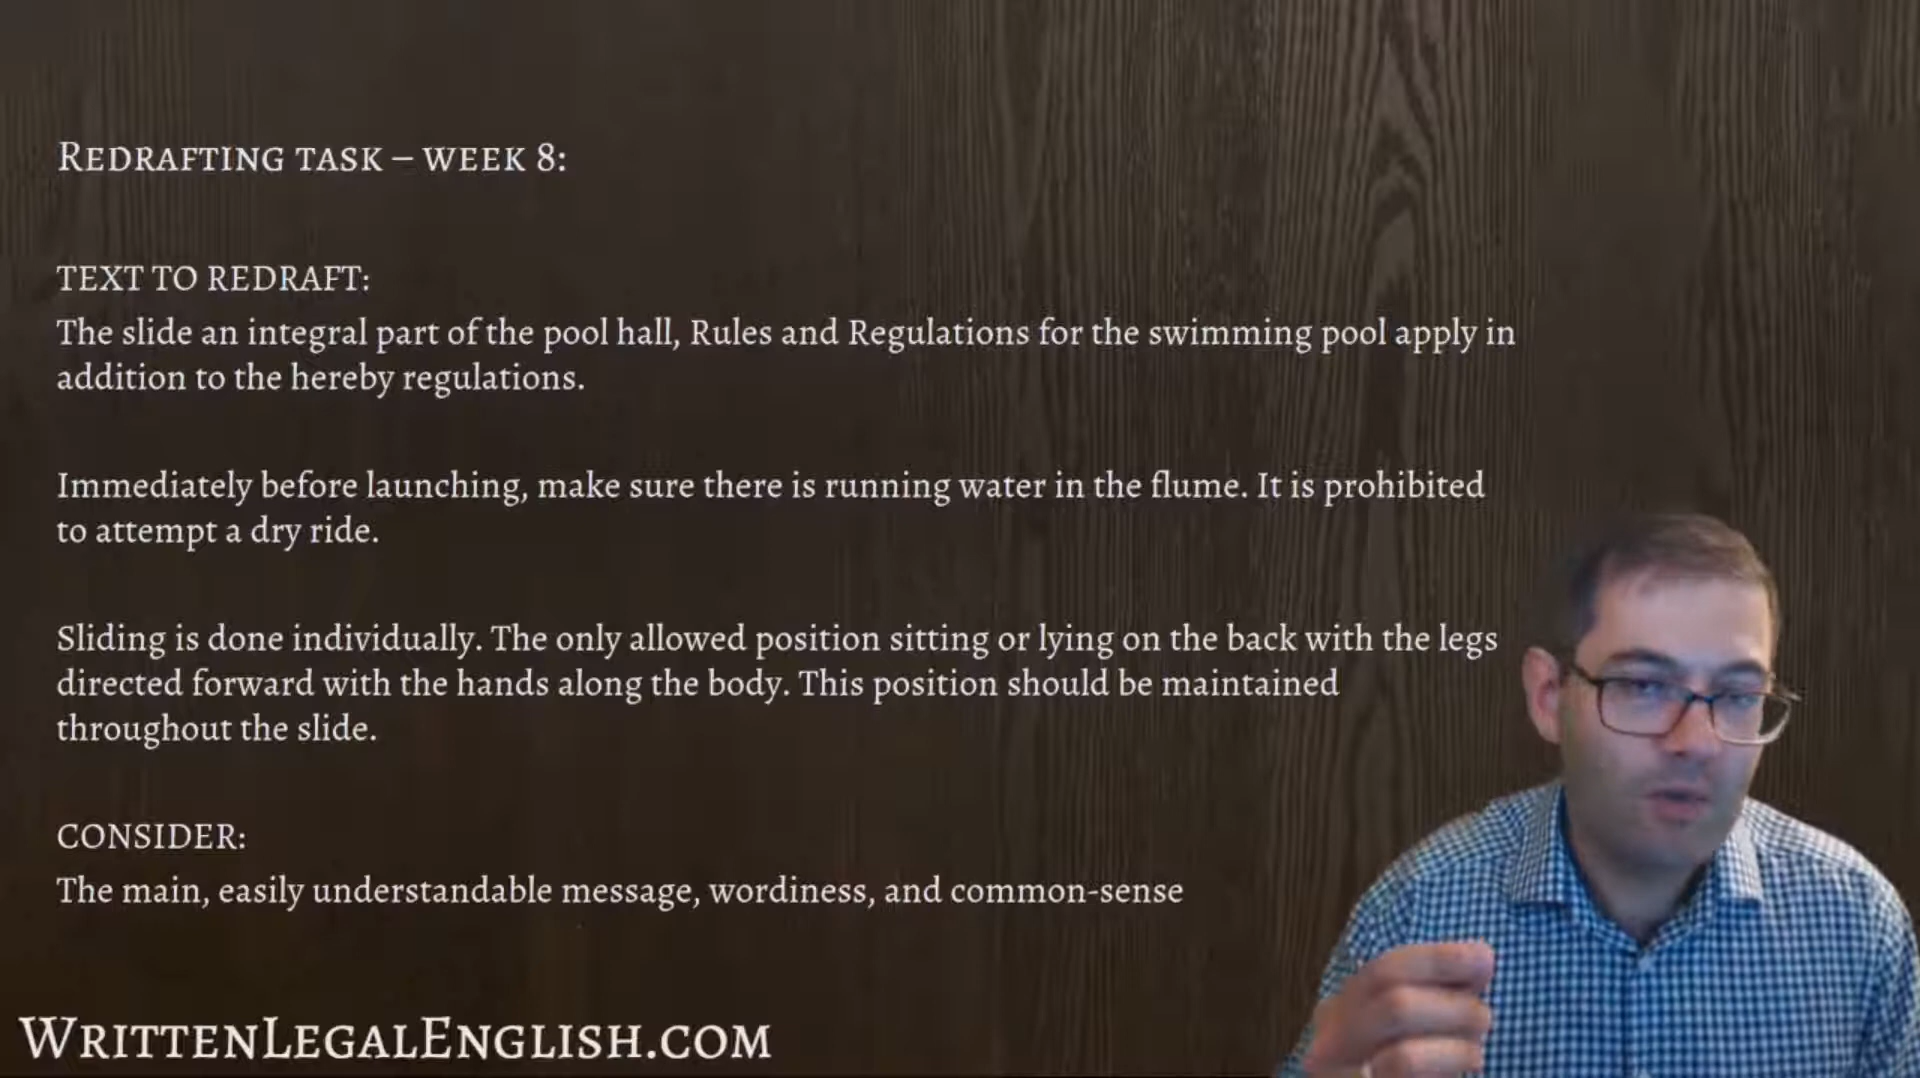 Redrafting task – week 8:
TEXT TO REDRAFT:
The slide an integral part of the pool hall, Rules and Regulations for the swimming pool apply in
addition to the hereby regulations.
Immediately before launching, make sure there is running water in the flume. It is prohibited
to attempt a dry ride.
Sliding is done individually. The only allowed position sitting or lying on the back with the legs
directed forward with the hands along the body. This position should be maintained
throughout the slide.
CONSIDER:
The main, easily understandable message, wordiness, and common-sense
WrittenLegalEnglish.com